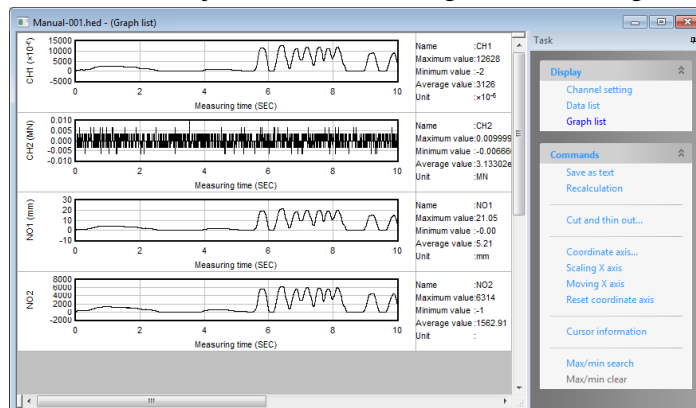 Manual-001.hed - (Graph list)
CH1 (×10⁻⁶)
15000
10000
5000
0
-5000
0 2 4 6 8 10
Measuring time (SEC)
Name :CH1
Maximum value:12628
Minimum value :-2
Average value :3126
Unit :×10⁻⁶
CH2 (MN)
0.010
0.005
0.000
-0.005
-0.010
0 2 4 6 8 10
Measuring time (SEC)
Name :CH2
Maximum value:0.009999
Minimum value :-0.00666
Average value :3.13302e
Unit :MN
NO1 (mm)
30
20
10
0
-10
0 2 4 6 8 10
Measuring time (SEC)
Name :NO1
Maximum value:21.05
Minimum value :-0.00
Average value :5.21
Unit :mm
NO2
8000
6000
4000
2000
0
-2000
0 2 4 6 8 10
Measuring time (SEC)
Name :NO2
Maximum value:6314
Minimum value :-1
Average value :1562.91
Unit :
Task
Display
Channel setting
Data list
Graph list
Commands
Save as text
Recalculation
Cut and thin out...
Coordinate axis...
Scaling X axis
Moving X axis
Reset coordinate axis
Cursor information
Max/min search
Max/min clear